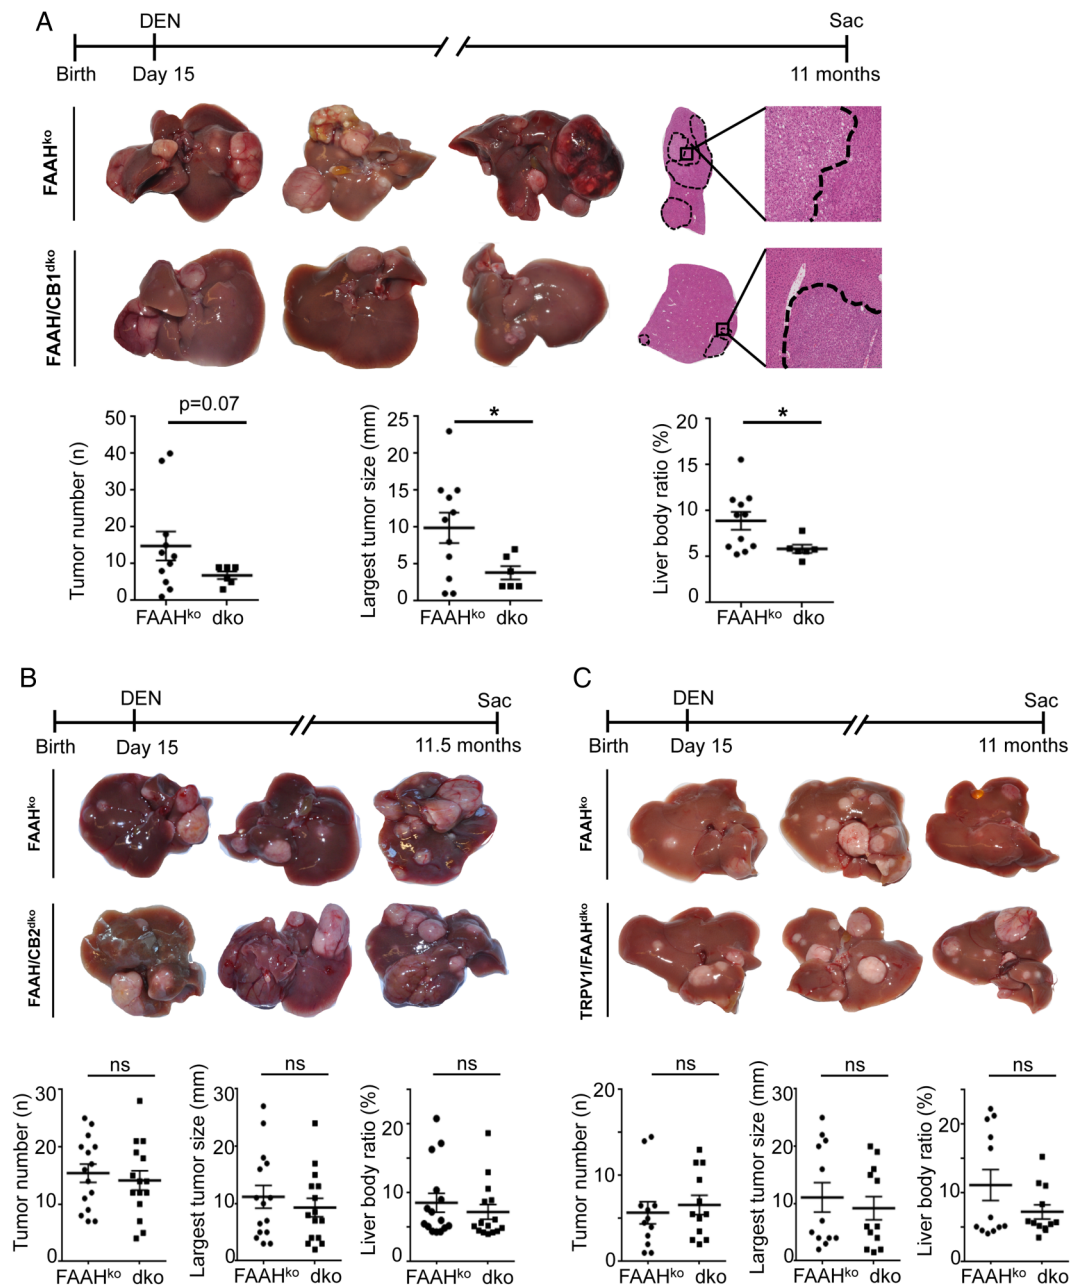 A
DEN
Sac
Birth
Day 15
11 months
FAAHko
FAAH/CB1dko
Tumor number (n)
50
40
30
20
10
0
p=0.07
FAAHko
dko
Largest tumor size (mm)
25
20
15
10
5
0
*
FAAHko
dko
Liver body ratio (%)
20
15
10
5
0
*
FAAHko
dko
B
DEN
Sac
Birth
Day 15
11.5 months
FAAHko
FAAH/CB2dko
Tumor number (n)
30
20
10
0
ns
FAAHko
dko
Largest tumor size (mm)
30
20
10
0
ns
FAAHko
dko
Liver body ratio (%)
20
10
0
ns
FAAHko
dko
C
DEN
Sac
Birth
Day 15
11 months
FAAHko
TRPV1/FAAHdko
Tumor number (n)
20
10
0
ns
FAAHko
dko
Largest tumor size (mm)
30
20
10
0
ns
FAAHko
dko
Liver body ratio (%)
20
10
0
ns
FAAHko
dko